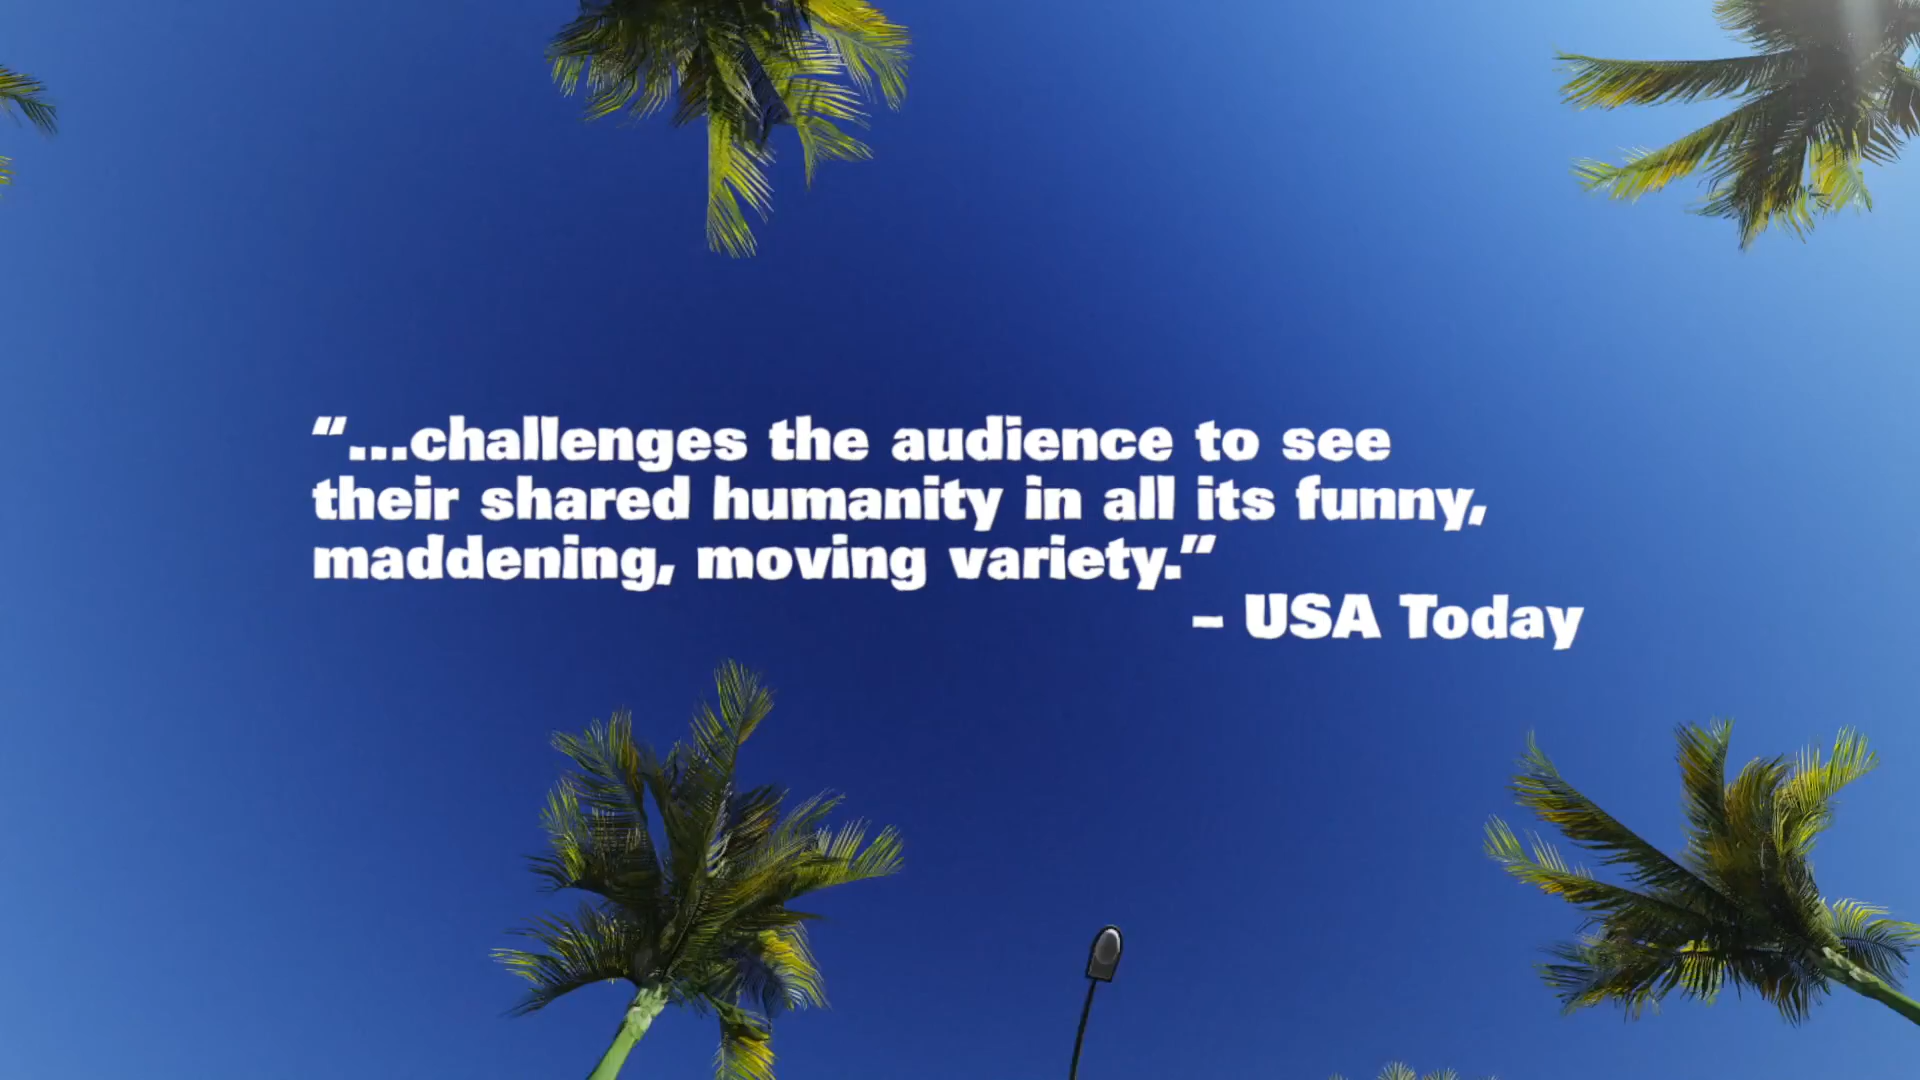 “...challenges the audience to see
their shared humanity in all its funny,
maddening, moving variety.”
– USA Today